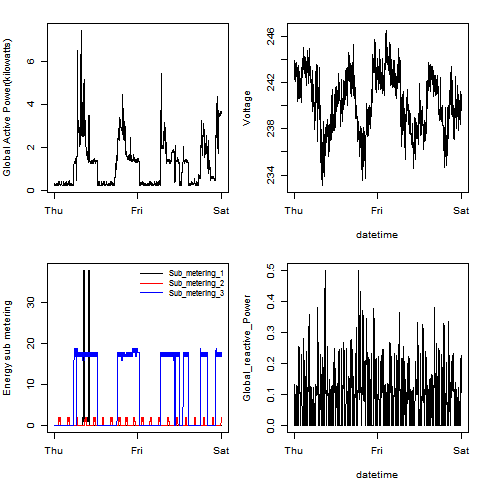 Global Active Power(kilowatts)
0 2 4 6
Thu Fri Sat
Voltage
234 238 242 246
Thu Fri Sat
datetime
Energy sub metering
0 10 20 30
Sub_metering_1
Sub_metering_2
Sub_metering_3
Thu Fri Sat
Global_reactive_Power
0.0 0.1 0.2 0.3 0.4 0.5
Thu Fri Sat
datetime